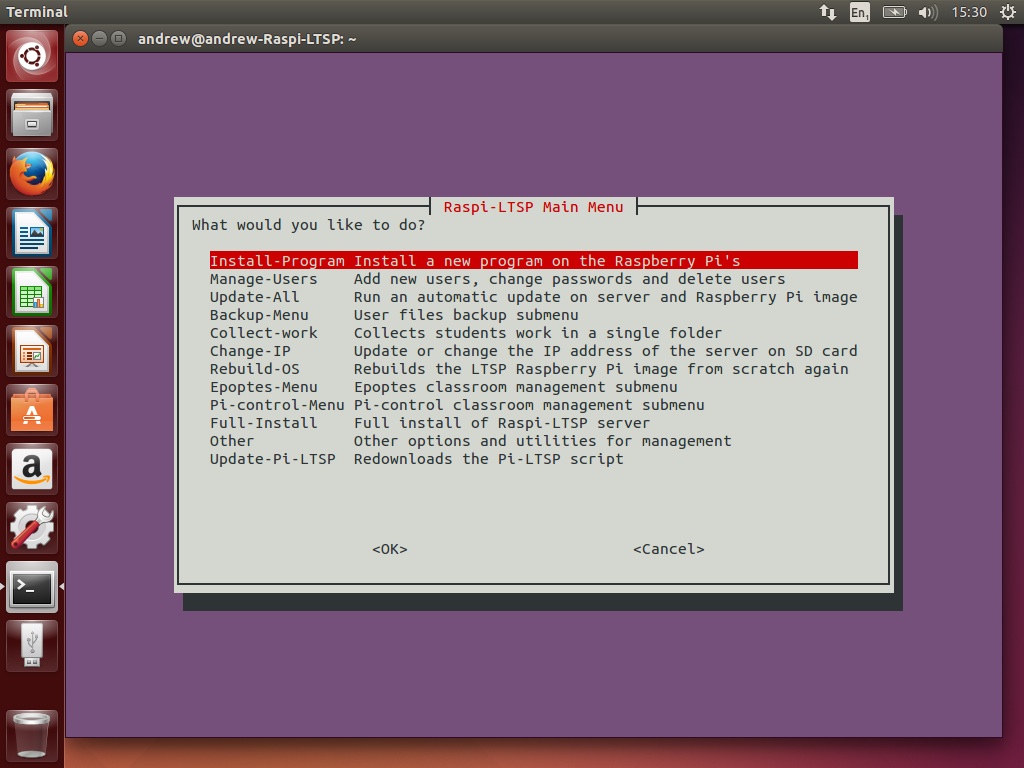 Terminal
En1
15:30
andrew@andrew-Raspi-LTSP: ~
Raspi-LTSP Main Menu
What would you like to do?
Install-Program Install a new program on the Raspberry Pi's
Manage-Users Add new users, change passwords and delete users
Update-All Run an automatic update on server and Raspberry Pi image
Backup-Menu User files backup submenu
Collect-work Collects students work in a single folder
Change-IP Update or change the IP address of the server on SD card
Rebuild-OS Rebuilds the LTSP Raspberry Pi image from scratch again
Epoptes-Menu Epoptes classroom management submenu
Pi-control-Menu Pi-control classroom management submenu
Full-Install Full install of Raspi-LTSP server
Other Other options and utilities for management
Update-Pi-LTSP Redownloads the Pi-LTSP script
<OK> <Cancel>